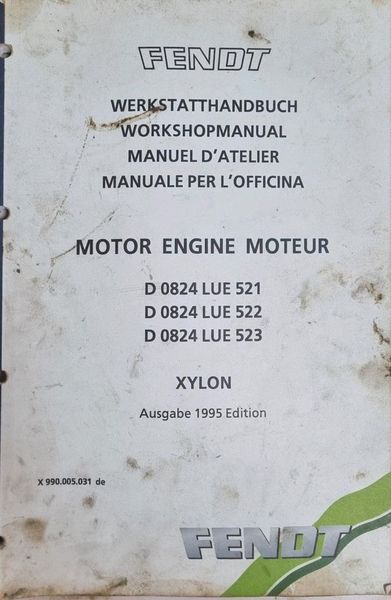 FENDT
WERKSTATTHANDBUCH
WORKSHOPMANUAL
MANUEL D'ATELIER
MANUALE PER L'OFFICINA
MOTOR ENGINE MOTEUR
D 0824 LUE 521
D 0824 LUE 522
D 0824 LUE 523
XYLON
Ausgabe 1995 Edition
X 990.005.031 de
FENDT